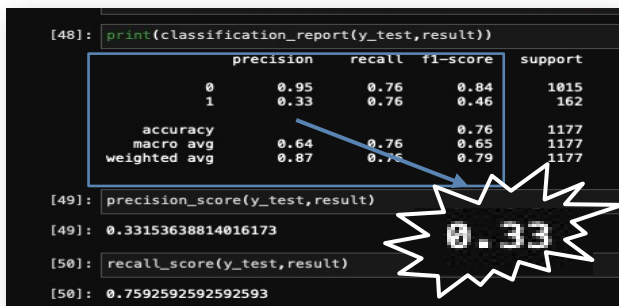 [48]: print(classification_report(y_test,result))
precision recall f1-score support
0 0.95 0.76 0.84 1015
1 0.33 0.76 0.46 162
accuracy 0.76 1177
macro avg 0.64 0.76 0.65 1177
weighted avg 0.87 0.76 0.79 1177
[49]: precision_score(y_test,result)
[49]: 0.33153638814016173
0.33
[50]: recall_score(y_test,result)
[50]: 0.7592592592592593